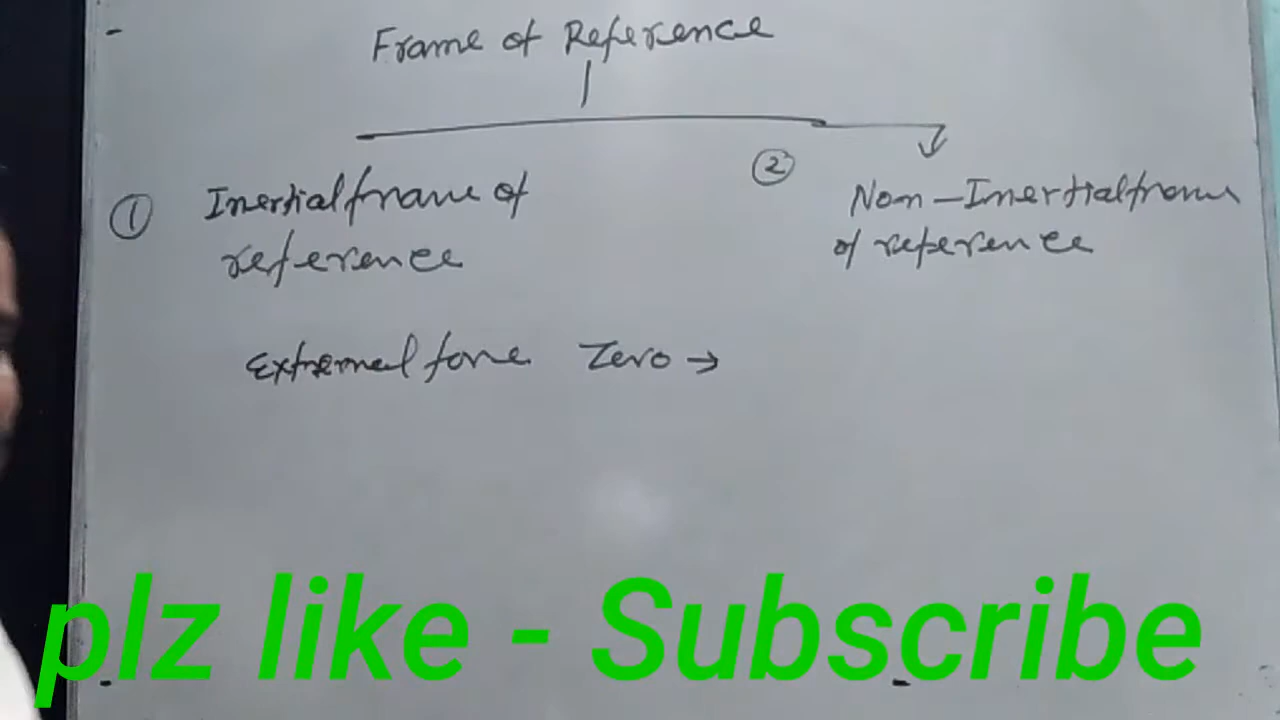 Frame of Reference
① Inertial frame of
reference
② Non-Inertial frame
of reference
External force Zero →
plz like - Subscribe